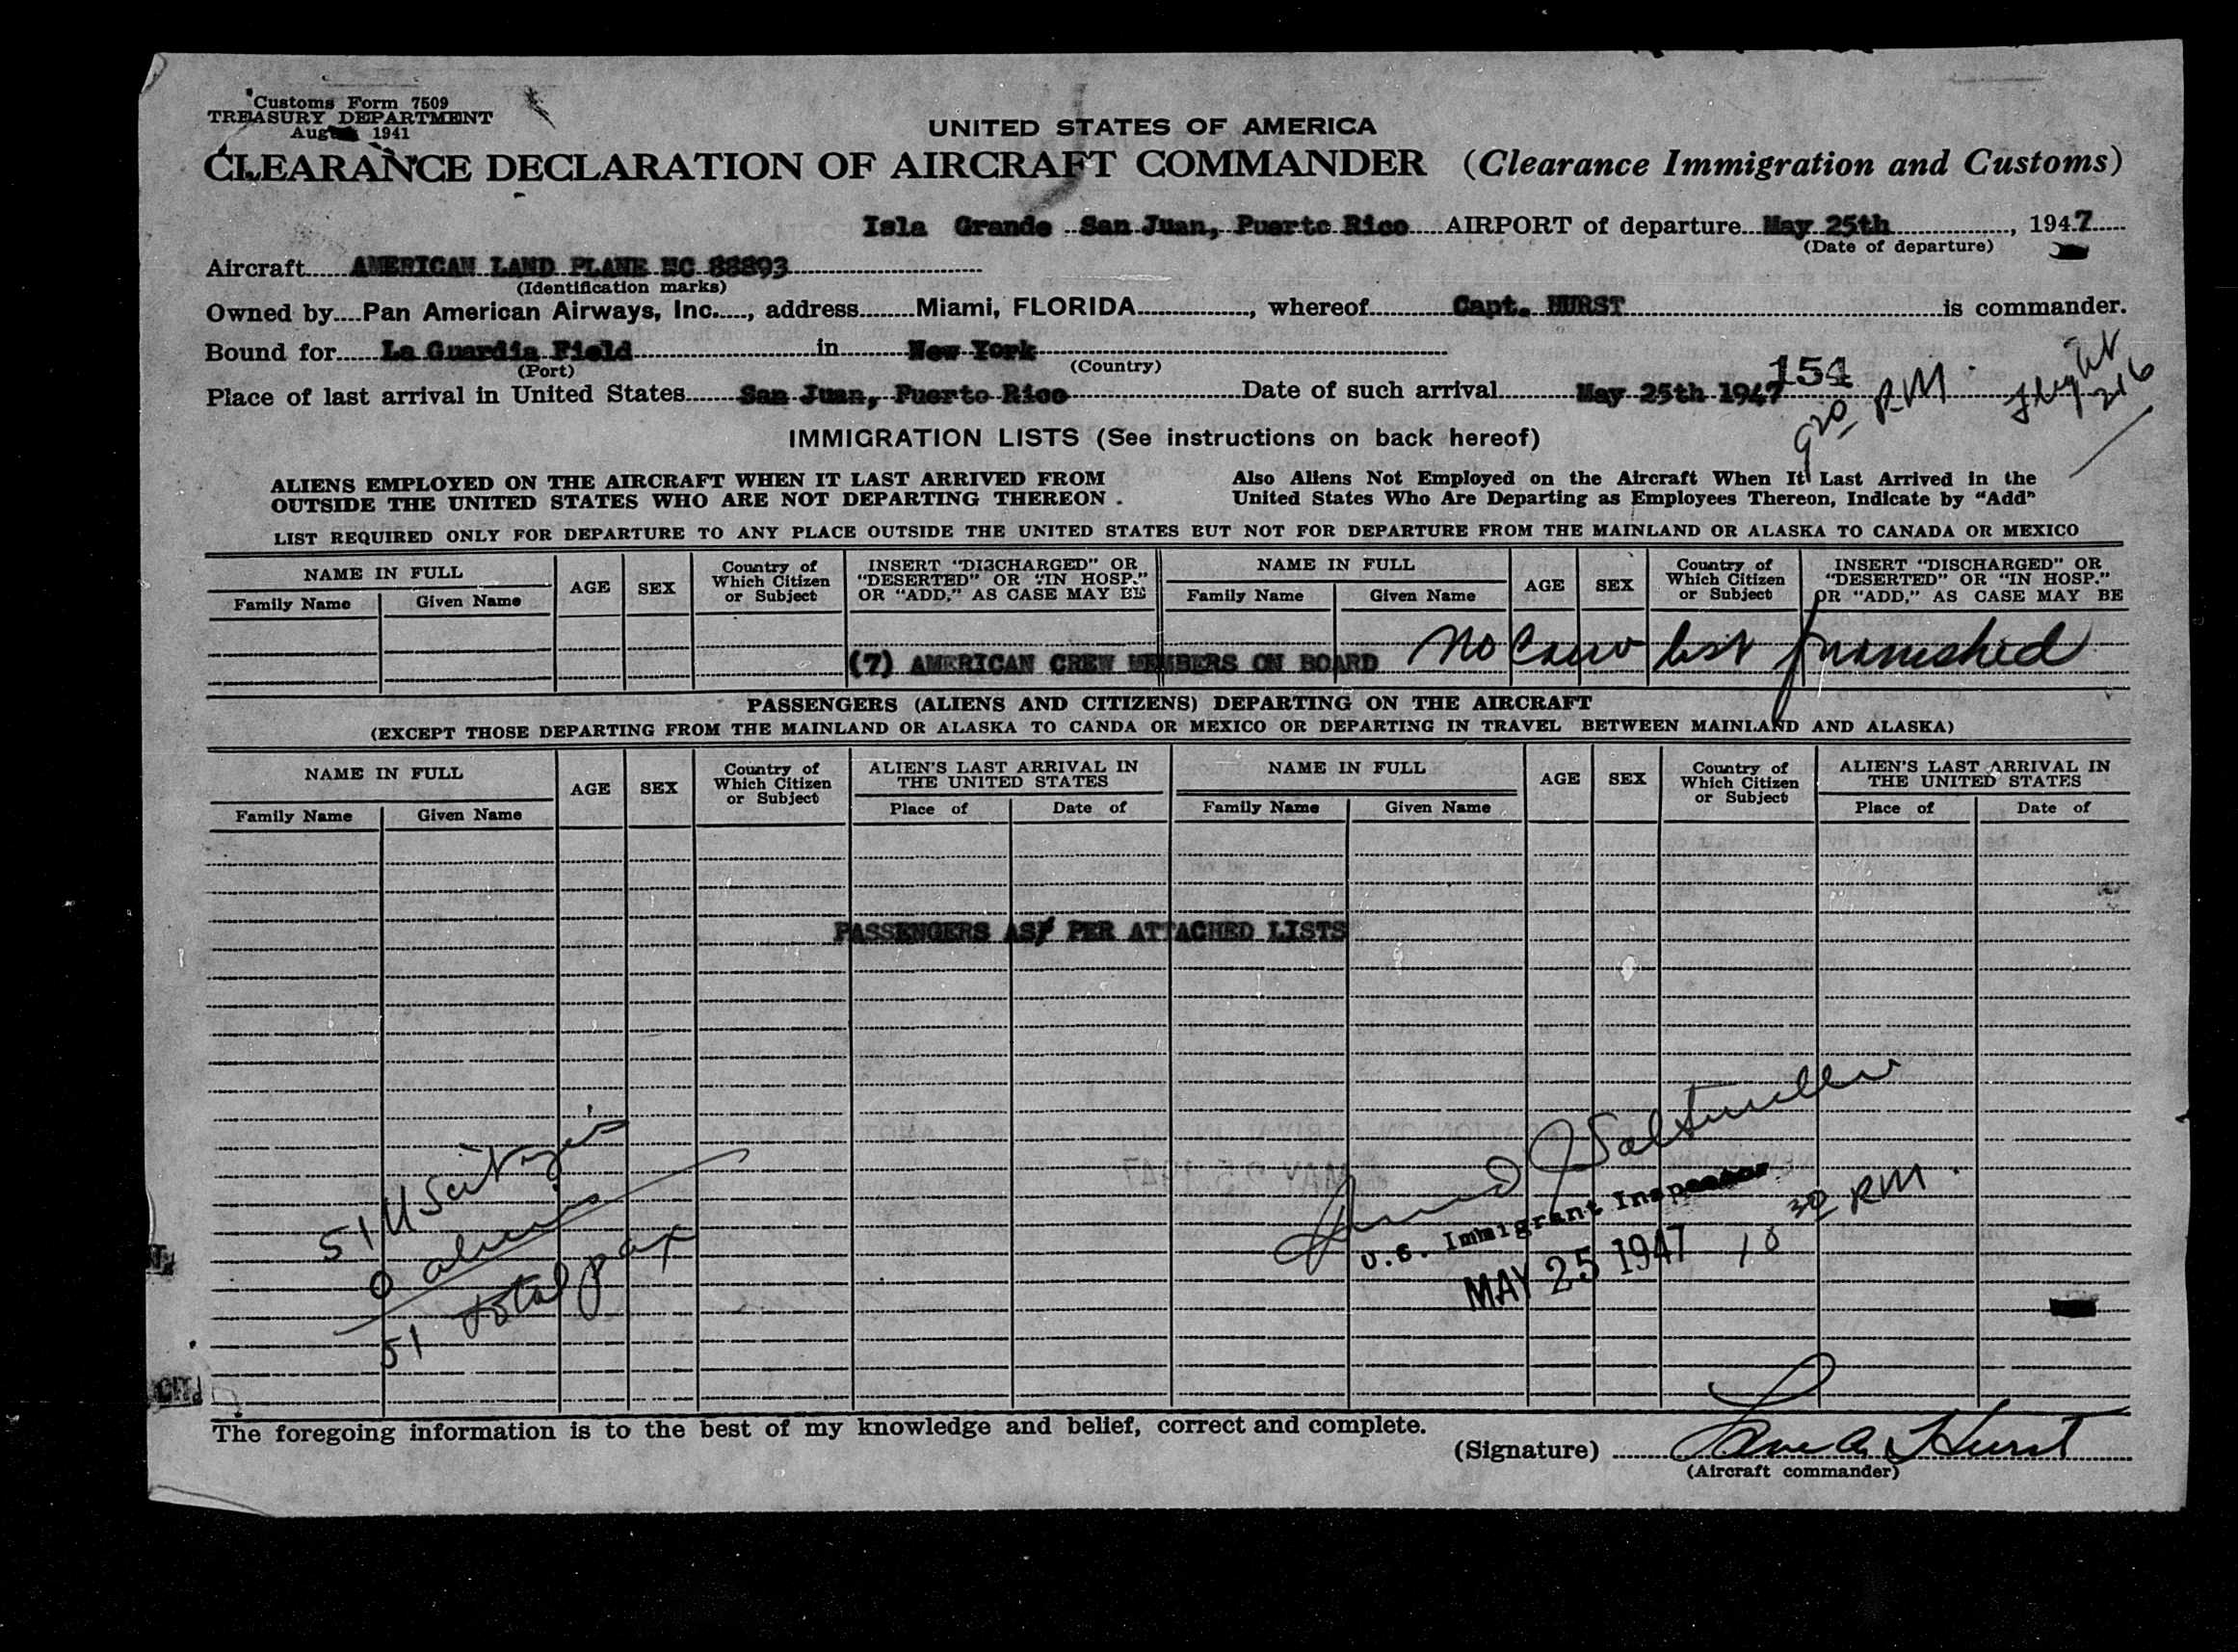 Customs Form 7509
TREASURY DEPARTMENT
Aug 1941
UNITED STATES OF AMERICA
CLEARANCE DECLARATION OF AIRCRAFT COMMANDER (Clearance Immigration and Customs)
Isla Grande San Juan, Puerto Rico AIRPORT of departure May 25th, 1947
(Date of departure)
Aircraft AMERICAN LAND PLANE NC 88893
(Identification marks)
Owned by Pan American Airways, Inc., address Miami, FLORIDA, whereof Capt. HURST is commander.
Bound for La Guardia Field in New York
(Port) (Country)
154
Place of last arrival in United States San Juan, Puerto Rico Date of such arrival May 25th 1947
9 20 PM Flight 216
IMMIGRATION LISTS (See instructions on back hereof)
ALIENS EMPLOYED ON THE AIRCRAFT WHEN IT LAST ARRIVED FROM
OUTSIDE THE UNITED STATES WHO ARE NOT DEPARTING THEREON .
Also Aliens Not Employed on the Aircraft When It Last Arrived in the
United States Who Are Departing as Employees Thereon, Indicate by "Add"
LIST REQUIRED ONLY FOR DEPARTURE TO ANY PLACE OUTSIDE THE UNITED STATES BUT NOT FOR DEPARTURE FROM THE MAINLAND OR ALASKA TO CANADA OR MEXICO
NAME IN FULL
Family Name Given Name
AGE SEX
Country of
Which Citizen
or Subject
INSERT "DISCHARGED" OR
"DESERTED" OR "IN HOSP."
OR "ADD," AS CASE MAY BE
NAME IN FULL
Family Name Given Name
AGE SEX
Country of
Which Citizen
or Subject
INSERT "DISCHARGED" OR
"DESERTED" OR "IN HOSP."
OR "ADD," AS CASE MAY BE
(7) AMERICAN CREW MEMBERS ON BOARD No Crew list furnished
PASSENGERS (ALIENS AND CITIZENS) DEPARTING ON THE AIRCRAFT
(EXCEPT THOSE DEPARTING FROM THE MAINLAND OR ALASKA TO CANDA OR MEXICO OR DEPARTING IN TRAVEL BETWEEN MAINLAND AND ALASKA)
NAME IN FULL
Family Name Given Name
AGE SEX
Country of
Which Citizen
or Subject
ALIEN'S LAST ARRIVAL IN
THE UNITED STATES
Place of Date of
NAME IN FULL
Family Name Given Name
AGE SEX
Country of
Which Citizen
or Subject
ALIEN'S LAST ARRIVAL IN
THE UNITED STATES
Place of Date of
PASSENGERS AS PER ATTACHED LISTS
51 US citizens
0 aliens
51 total pax
U.S. Immigrant Inspector
MAY 25 1947 10 30 PM
The foregoing information is to the best of my knowledge and belief, correct and complete.
(Signature) Hurst
(Aircraft commander)